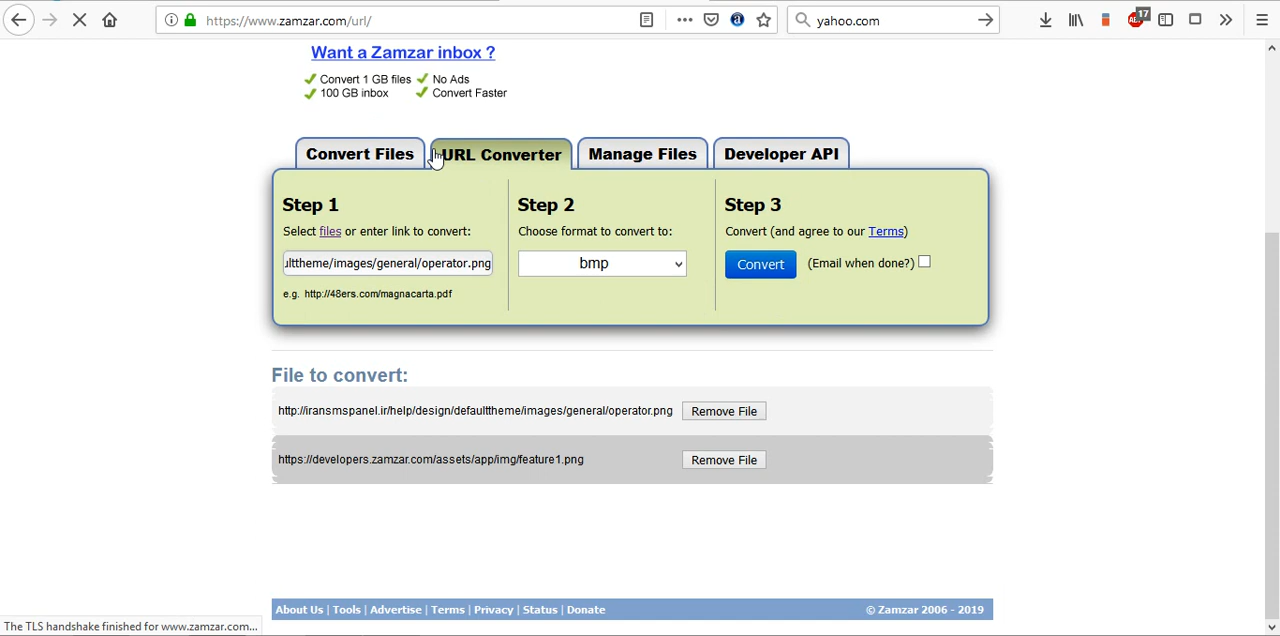 https://www.zamzar.com/url/
yahoo.com
17
Want a Zamzar inbox ?
Convert 1 GB files No Ads
100 GB inbox Convert Faster
Convert Files
URL Converter
Manage Files
Developer API
Step 1
Select files or enter link to convert:
ulttheme/images/general/operator.png
e.g. http://48ers.com/magnacarta.pdf
Step 2
Choose format to convert to:
bmp
Step 3
Convert (and agree to our Terms)
Convert (Email when done?)
File to convert:
http://iransmspanel.ir/help/design/defaulttheme/images/general/operator.png Remove File
https://developers.zamzar.com/assets/app/img/feature1.png Remove File
About Us | Tools | Advertise | Terms | Privacy | Status | Donate © Zamzar 2006 - 2019
The TLS handshake finished for www.zamzar.com...